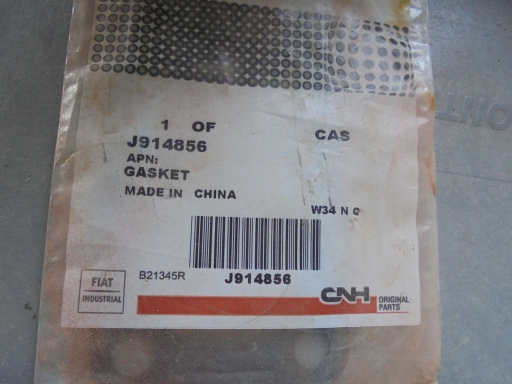 1 OF
CAS
J914856
APN:
GASKET
MADE IN CHINA
W34 N
B21345R
J914856
FIAT
INDUSTRIAL
CNH
ORIGINAL
PARTS